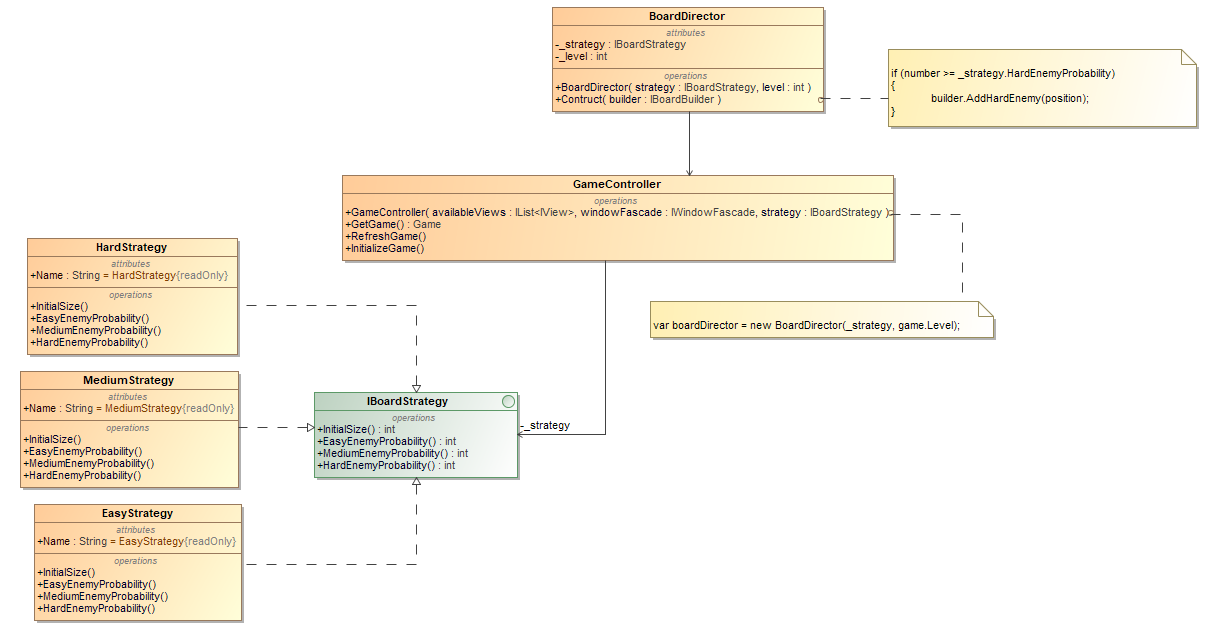 BoardDirector
attributes
-_strategy : IBoardStrategy
-_level : int
operations
+BoardDirector( strategy : IBoardStrategy, level : int )
+Contruct( builder : IBoardBuilder )
if (number >= _strategy.HardEnemyProbability)
{
builder.AddHardEnemy(position);
}
GameController
operations
+GameController( availableViews : IList<IView>, windowFascade : IWindowFascade, strategy : IBoardStrategy )
+GetGame() : Game
+RefreshGame()
+InitializeGame()
var boardDirector = new BoardDirector(_strategy, game.Level);
HardStrategy
attributes
+Name : String = HardStrategy{readOnly}
operations
+InitialSize()
+EasyEnemyProbability()
+MediumEnemyProbability()
+HardEnemyProbability()
MediumStrategy
attributes
+Name : String = MediumStrategy{readOnly}
operations
+InitialSize()
+EasyEnemyProbability()
+MediumEnemyProbability()
+HardEnemyProbability()
IBoardStrategy
operations
+InitialSize() : int
+EasyEnemyProbability() : int
+MediumEnemyProbability() : int
+HardEnemyProbability() : int
-_strategy
EasyStrategy
attributes
+Name : String = EasyStrategy{readOnly}
operations
+InitialSize()
+EasyEnemyProbability()
+MediumEnemyProbability()
+HardEnemyProbability()